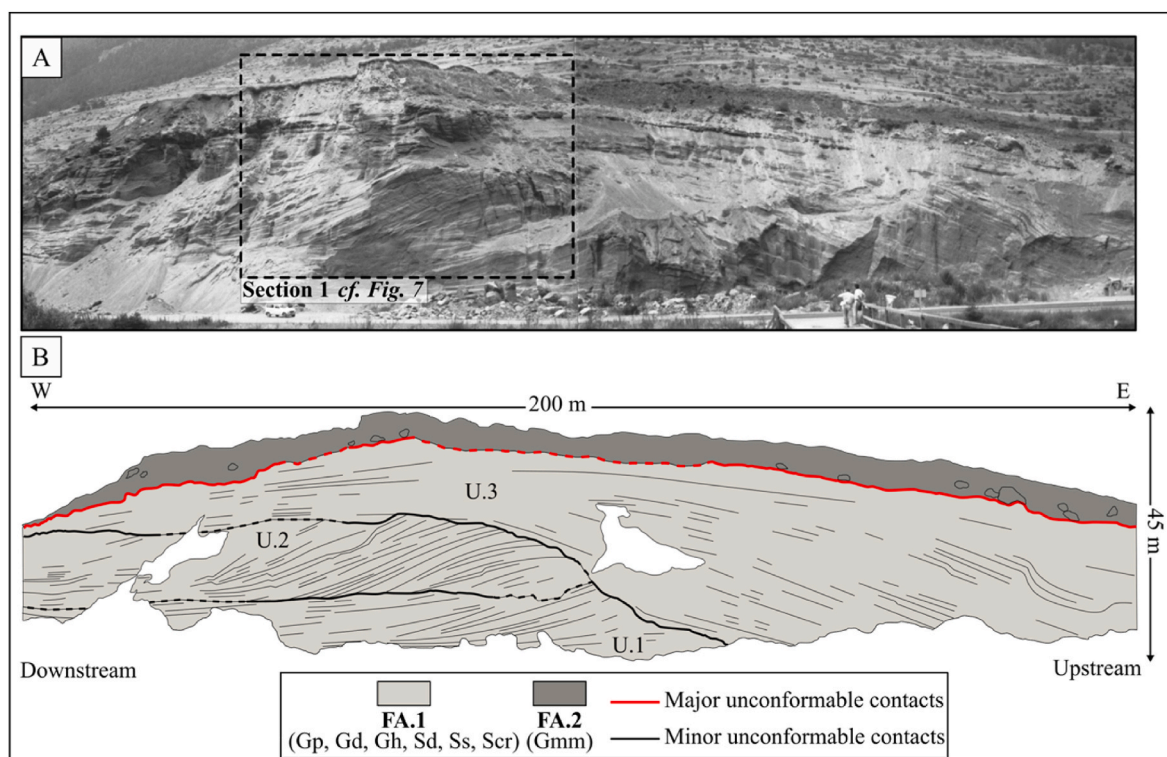 A
Section 1 cf. Fig. 7
B
W
E
200 m
U.3
U.2
45 m
U.1
Downstream
Upstream
FA.1
FA.2
Major unconformable contacts
(Gp, Gd, Gh, Sd, Ss, Scr)
(Gmm)
Minor unconformable contacts